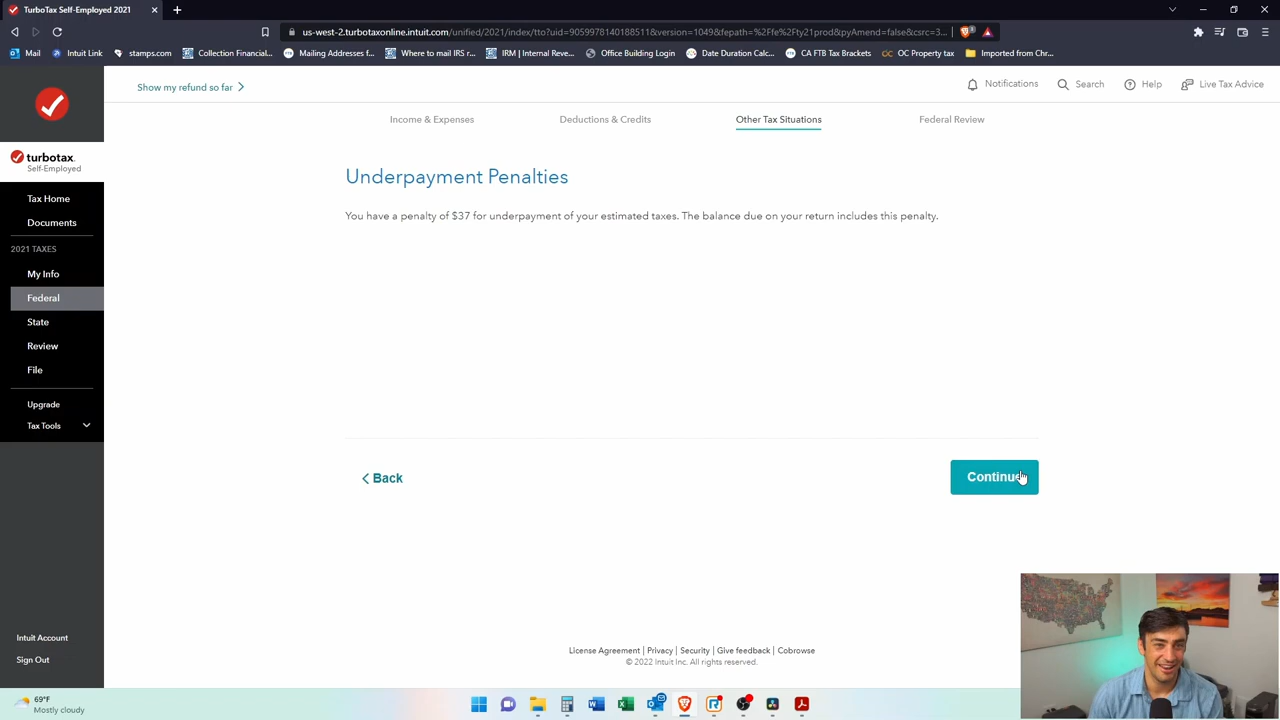 TurboTax Self-Employed 2021
us-west-2.turbotaxonline.intuit.com/unified/2021/index/tto?uid=9059978140188511&version=1049&fepath=%2Ffe%2Fty21prod&pyAmend=false&csrc=3...
Mail
Intuit Link
stamps.com
Collection Financial...
Mailing Addresses f...
Where to mail IRS r...
IRM | Internal Reve...
Office Building Login
Date Duration Calc...
CA FTB Tax Brackets
OC Property tax
Imported from Chr...
Show my refund so far
Notifications
Search
Help
Live Tax Advice
Income & Expenses
Deductions & Credits
Other Tax Situations
Federal Review
turbotax
Self-Employed
Tax Home
Documents
2021 TAXES
My Info
Federal
State
Review
File
Upgrade
Tax Tools
Intuit Account
Sign Out
Underpayment Penalties
You have a penalty of $37 for underpayment of your estimated taxes. The balance due on your return includes this penalty.
Back
Continue
License Agreement | Privacy | Security | Give feedback | Cobrowse
© 2022 Intuit Inc. All rights reserved.
69°F
Mostly cloudy